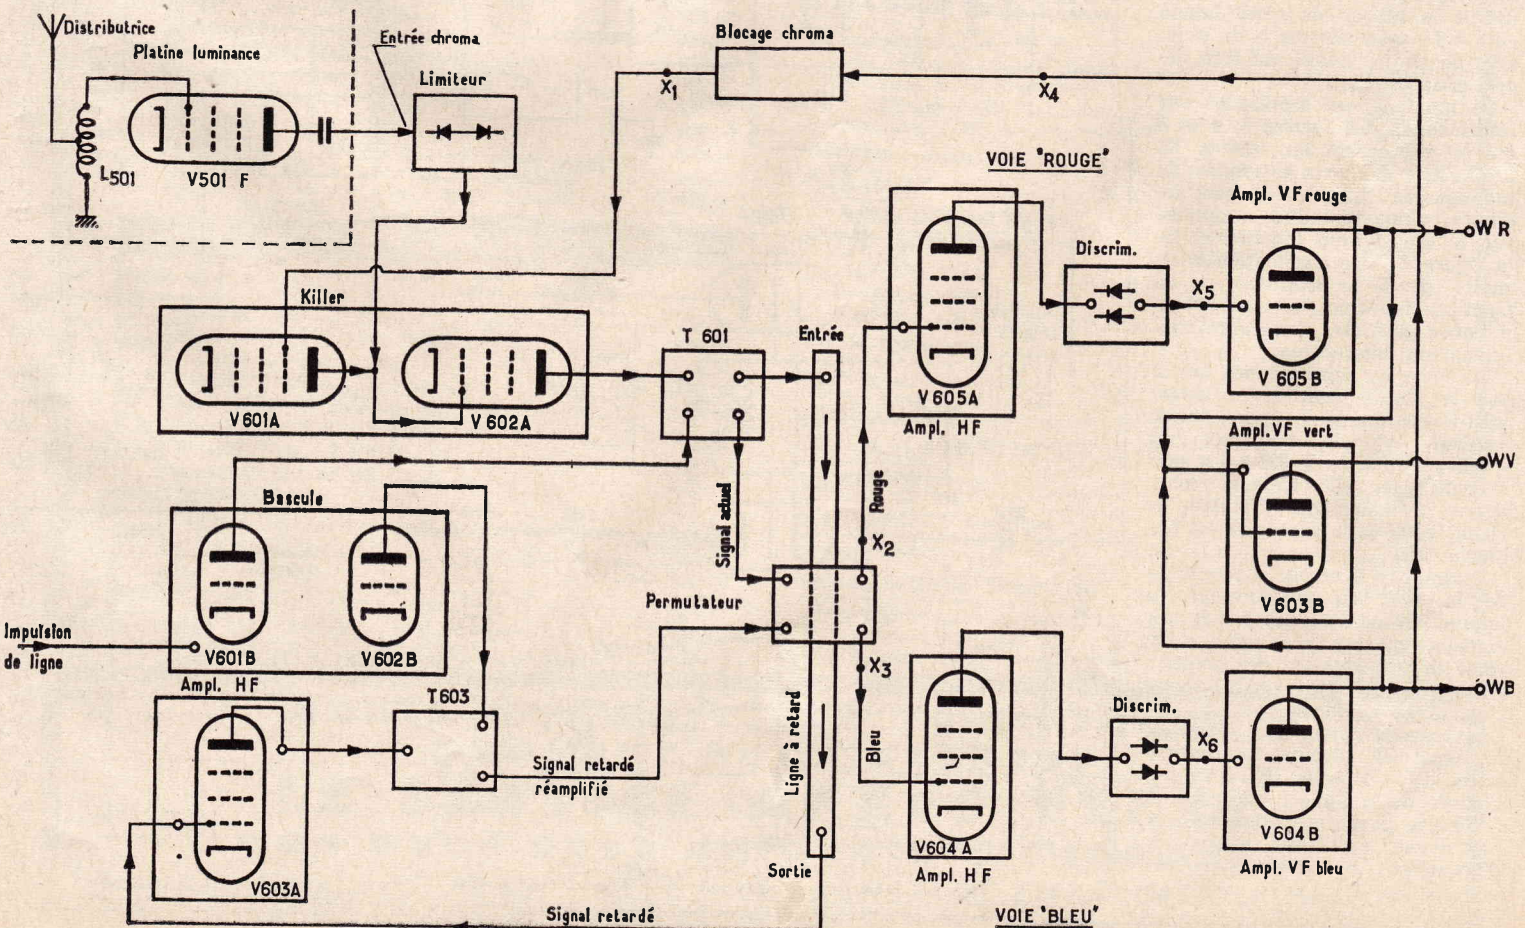 Distributrice
Platine luminance
Entrée chroma
Limiteur
Blocage chroma
X1
X4
L501
V501 F
VOIE "ROUGE"
Ampl. VF rouge
WR
Discrim.
X5
V 605B
Killer
V601A
V602A
T 601
Entrée
V605A
Ampl. HF
Ampl. VF vert
WV
V603B
Bascule
Signal actuel
Rouge
X2
Permutateur
Impulsion
de ligne
V601B
V602B
X3
Ampl. HF
T603
Ligne à retard
Bleu
Discrim.
X6
WB
Signal retardé
réamplifié
V604 A
Ampl. HF
V604B
Ampl. VF bleu
V603A
Sortie
Signal retardé
VOIE "BLEU"